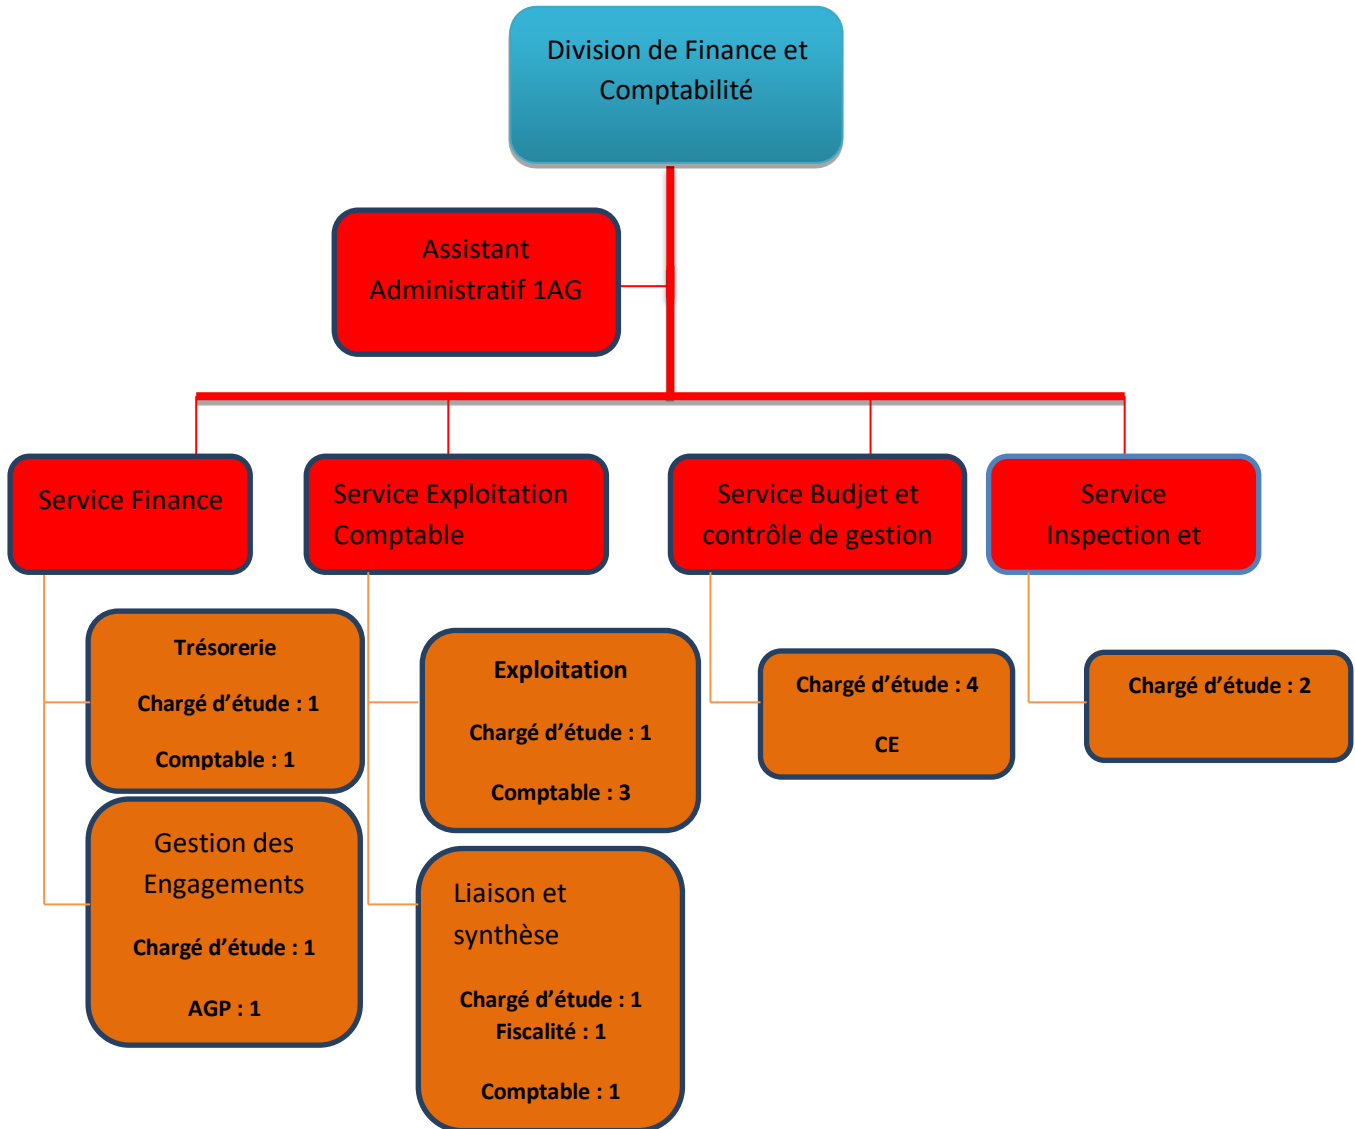 Division de Finance et
Comptabilité
Assistant
Administratif 1AG
Service Finance
Service Exploitation
Comptable
Service Budjet et
contrôle de gestion
Service
Inspection et
Trésorerie
Chargé d’étude : 1
Comptable : 1
Gestion des
Engagements
Chargé d’étude : 1
AGP : 1
Exploitation
Chargé d’étude : 1
Comptable : 3
Liaison et
synthèse
Chargé d’étude : 1
Fiscalité : 1
Comptable : 1
Chargé d’étude : 4
CE
Chargé d’étude : 2